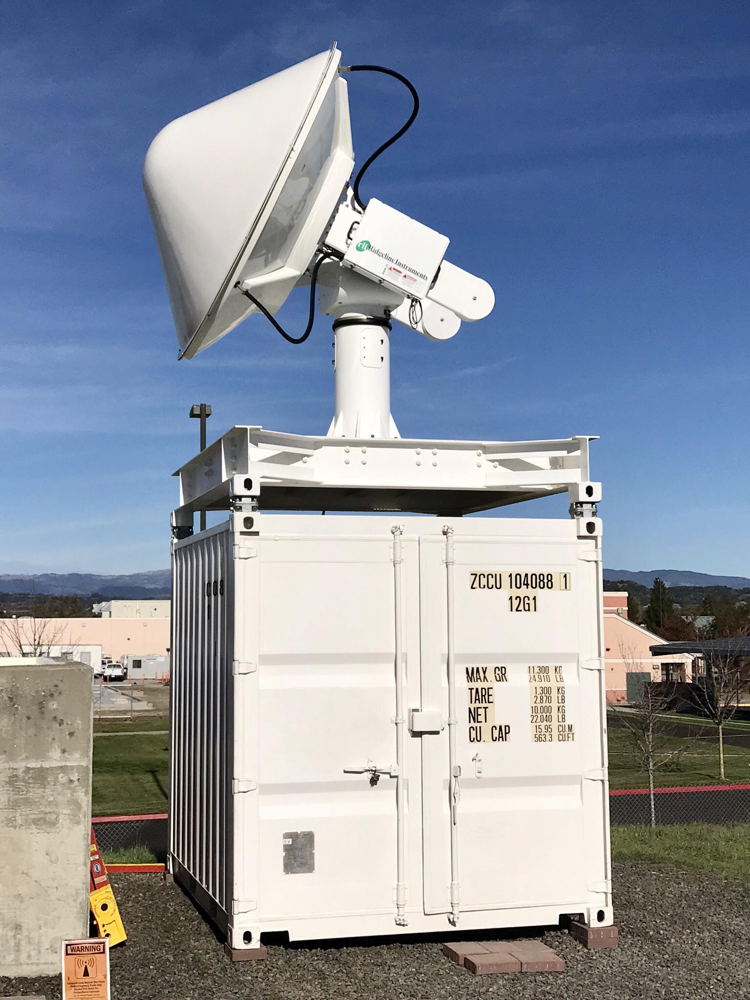 rli Ridgeline Instruments
ZCCU 104088 1
12G1
MAX. GR 11,300 KG
24,910 LB
TARE 1,300 KG
2,870 LB
NET 10,000 KG
22,040 LB
CU. CAP 15.95 CU.M
563.3 CU.FT
WARNING